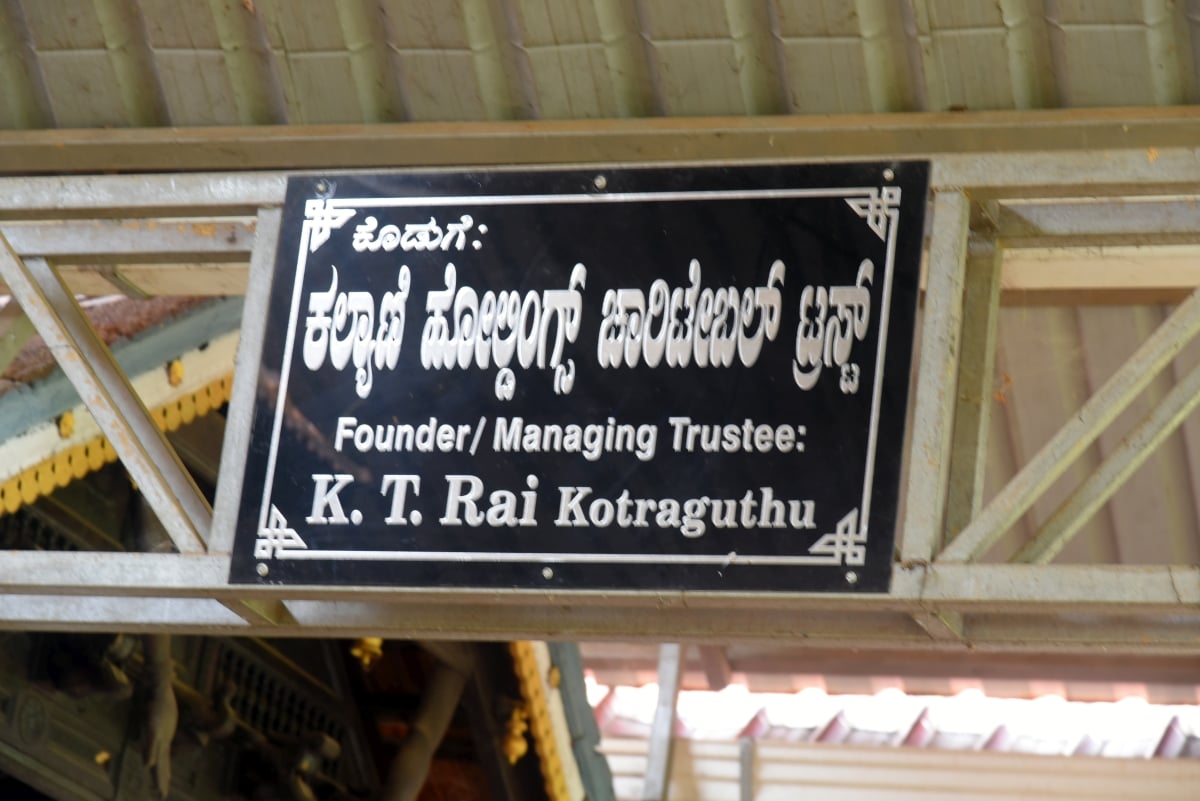 ಕೊಡುಗೆ:
ಕಲ್ಯಾಣಿ ಹೋಲ್ಡಿಂಗ್ಸ್ ಚಾರಿಟೇಬಲ್ ಟ್ರಸ್ಟ್
Founder/ Managing Trustee:
K. T. Rai Kotraguthu